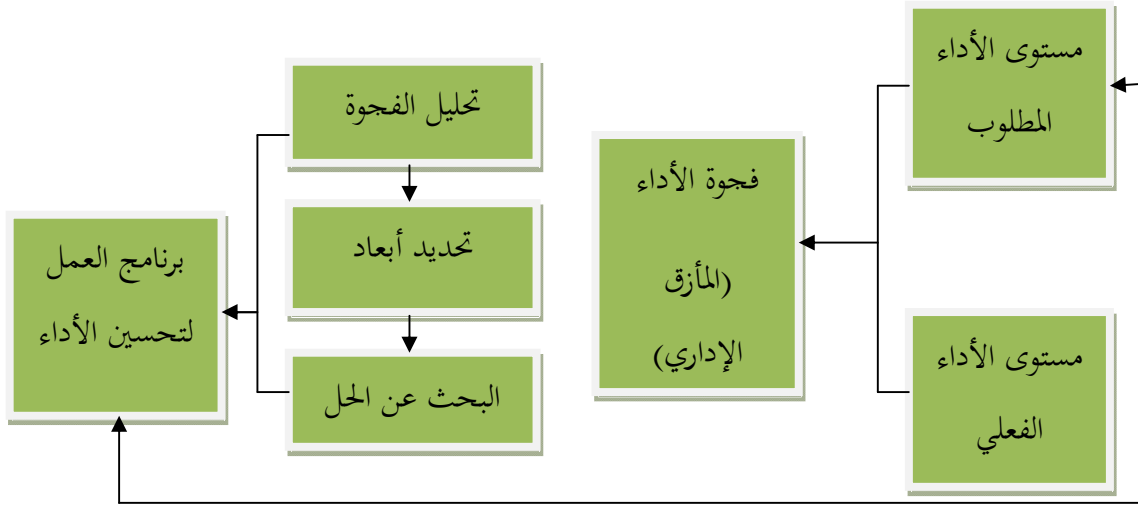 مستوى الأداء
المطلوب
مستوى الأداء
الفعلي
فجوة الأداء
(المأزق
الإداري)
تحليل الفجوة
تحديد أبعاد
البحث عن الحل
برنامج العمل
لتحسين الأداء